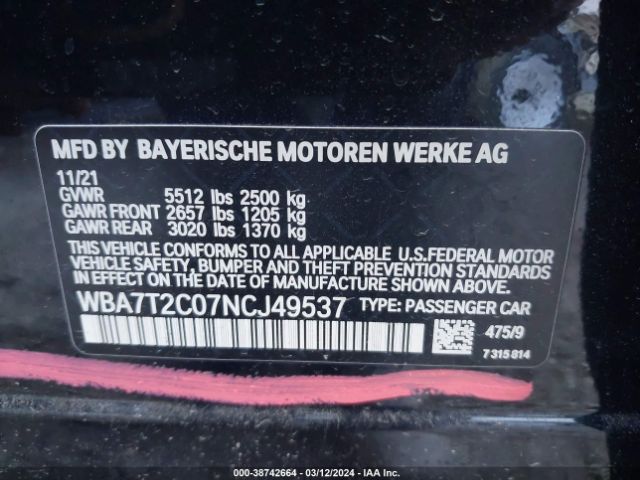 MFD BY BAYERISCHE MOTOREN WERKE AG
11/21
GVWR 5512 lbs 2500 kg
GAWR FRONT 2657 lbs 1205 kg
GAWR REAR 3020 lbs 1370 kg
THIS VEHICLE CONFORMS TO ALL APPLICABLE U.S.FEDERAL MOTOR
VEHICLE SAFETY, BUMPER, AND THEFT PREVENTION STANDARDS IN
EFFECT ON THE DATE OF MANUFACTURE SHOWN ABOVE.
WBA7T2C07NCJ49537 TYPE: PASSENGER CAR
475/9
7 315 814
000-38742664 - 03/12/2024 - IAA Inc.